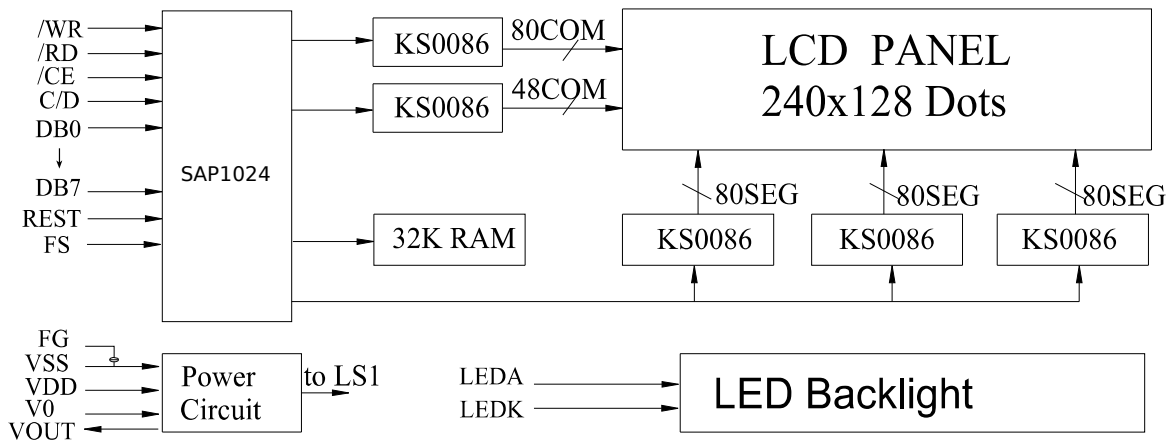 /WR
/RD
/CE
C/D
DB0
DB7
REST
FS
SAP1024
KS0086
80COM
KS0086
48COM
LCD PANEL
240x128 Dots
80SEG
80SEG
80SEG
32K RAM
KS0086
KS0086
KS0086
FG
VSS
VDD
V0
VOUT
Power
Circuit
to LS1
LEDA
LEDK
LED Backlight